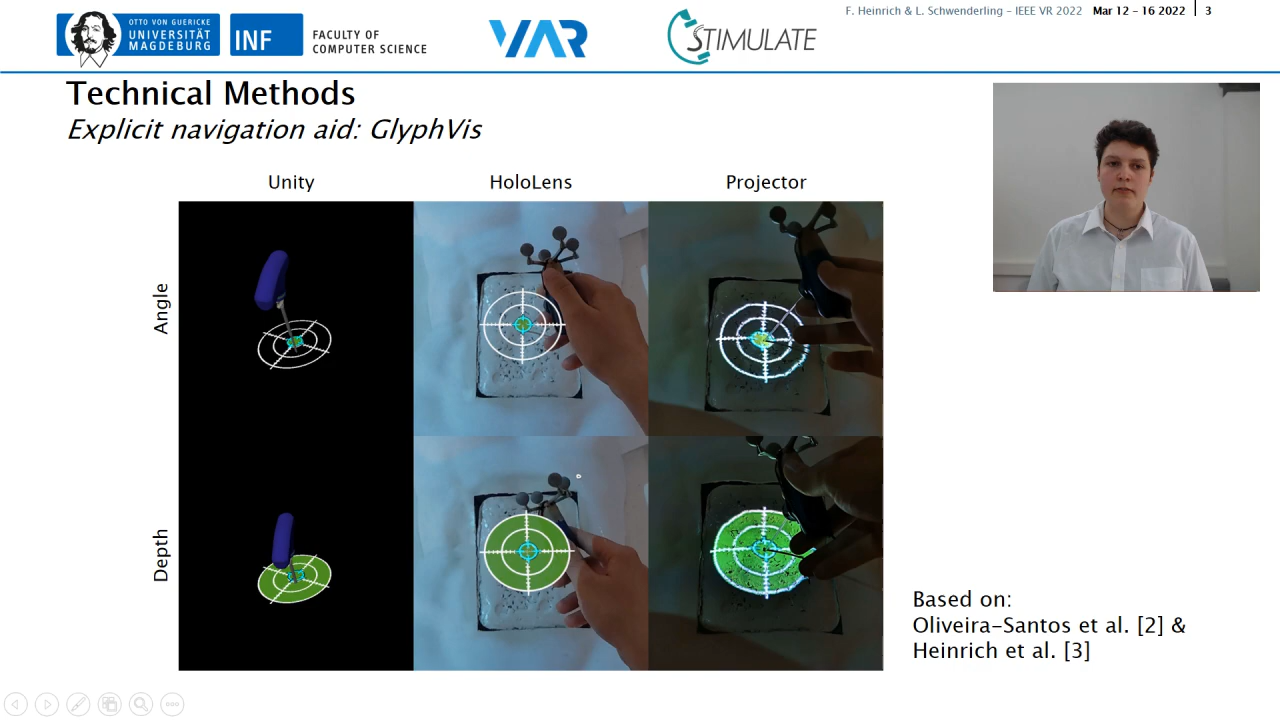 F. Heinrich & L. Schwenderling – IEEE VR 2022 Mar 12 – 16 2022 3
OTTO VON GUERICKE
UNIVERSITÄT
MAGDEBURG
INF
FACULTY OF
COMPUTER SCIENCE
VAR
STIMULATE
Technical Methods
Explicit navigation aid: GlyphVis
Unity HoloLens Projector
Angle
Depth
Based on:
Oliveira-Santos et al. [2] &
Heinrich et al. [3]